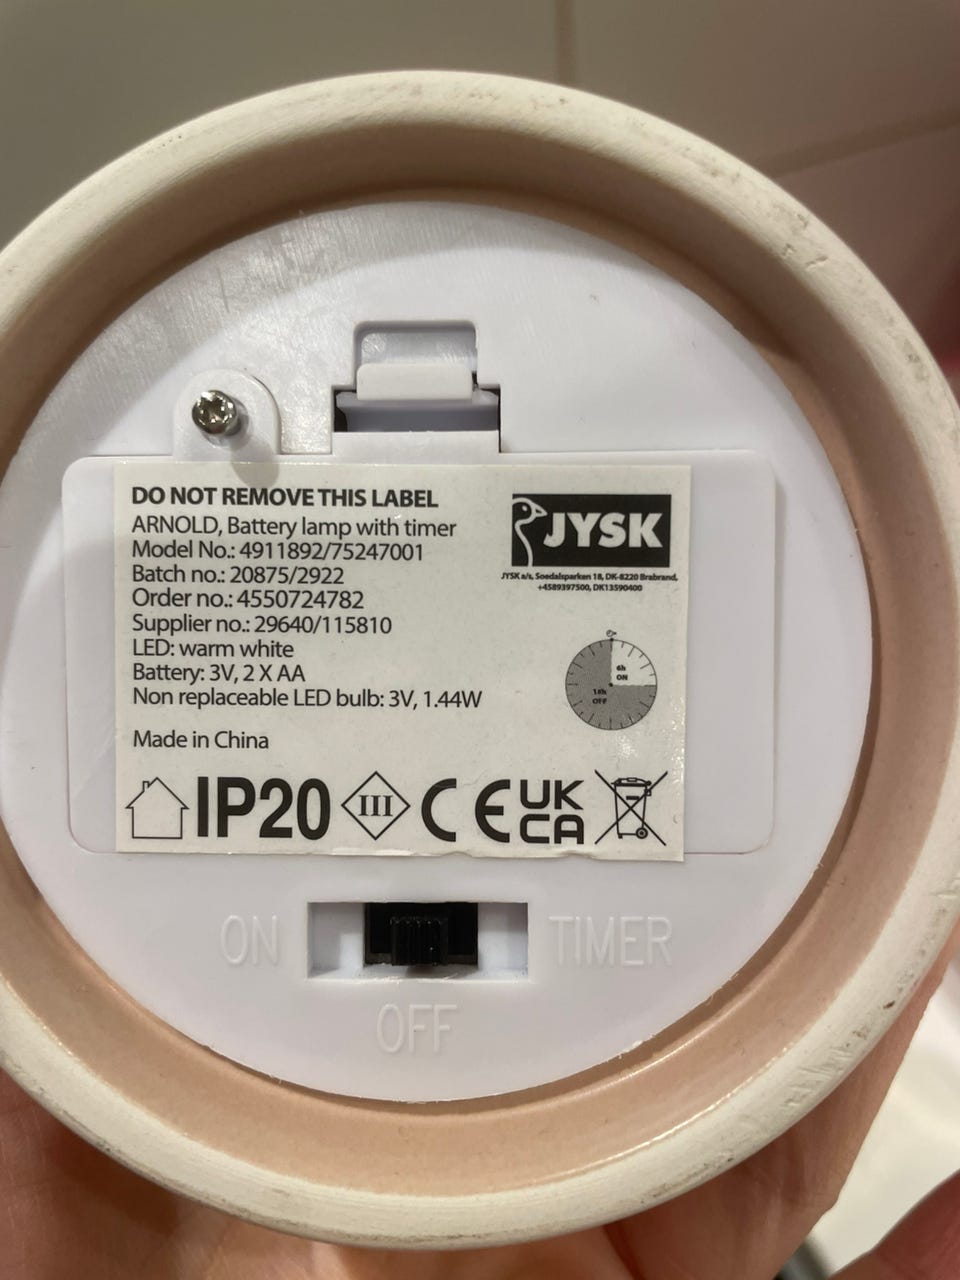 DO NOT REMOVE THIS LABEL
ARNOLD, Battery lamp with timer
Model No.: 4911892/75247001
Batch no.: 20875/2922
Order no.: 4550724782
Supplier no.: 29640/115810
LED: warm white
Battery: 3V, 2 X AA
Non replaceable LED bulb: 3V, 1.44W
Made in China
JYSK
JYSK a/s, Soedalsparken 18, DK-8220 Brabrand,
+4589397500, DK13590400
6h
ON
18h
OFF
IP20 III CE UK
CA
ON TIMER
OFF